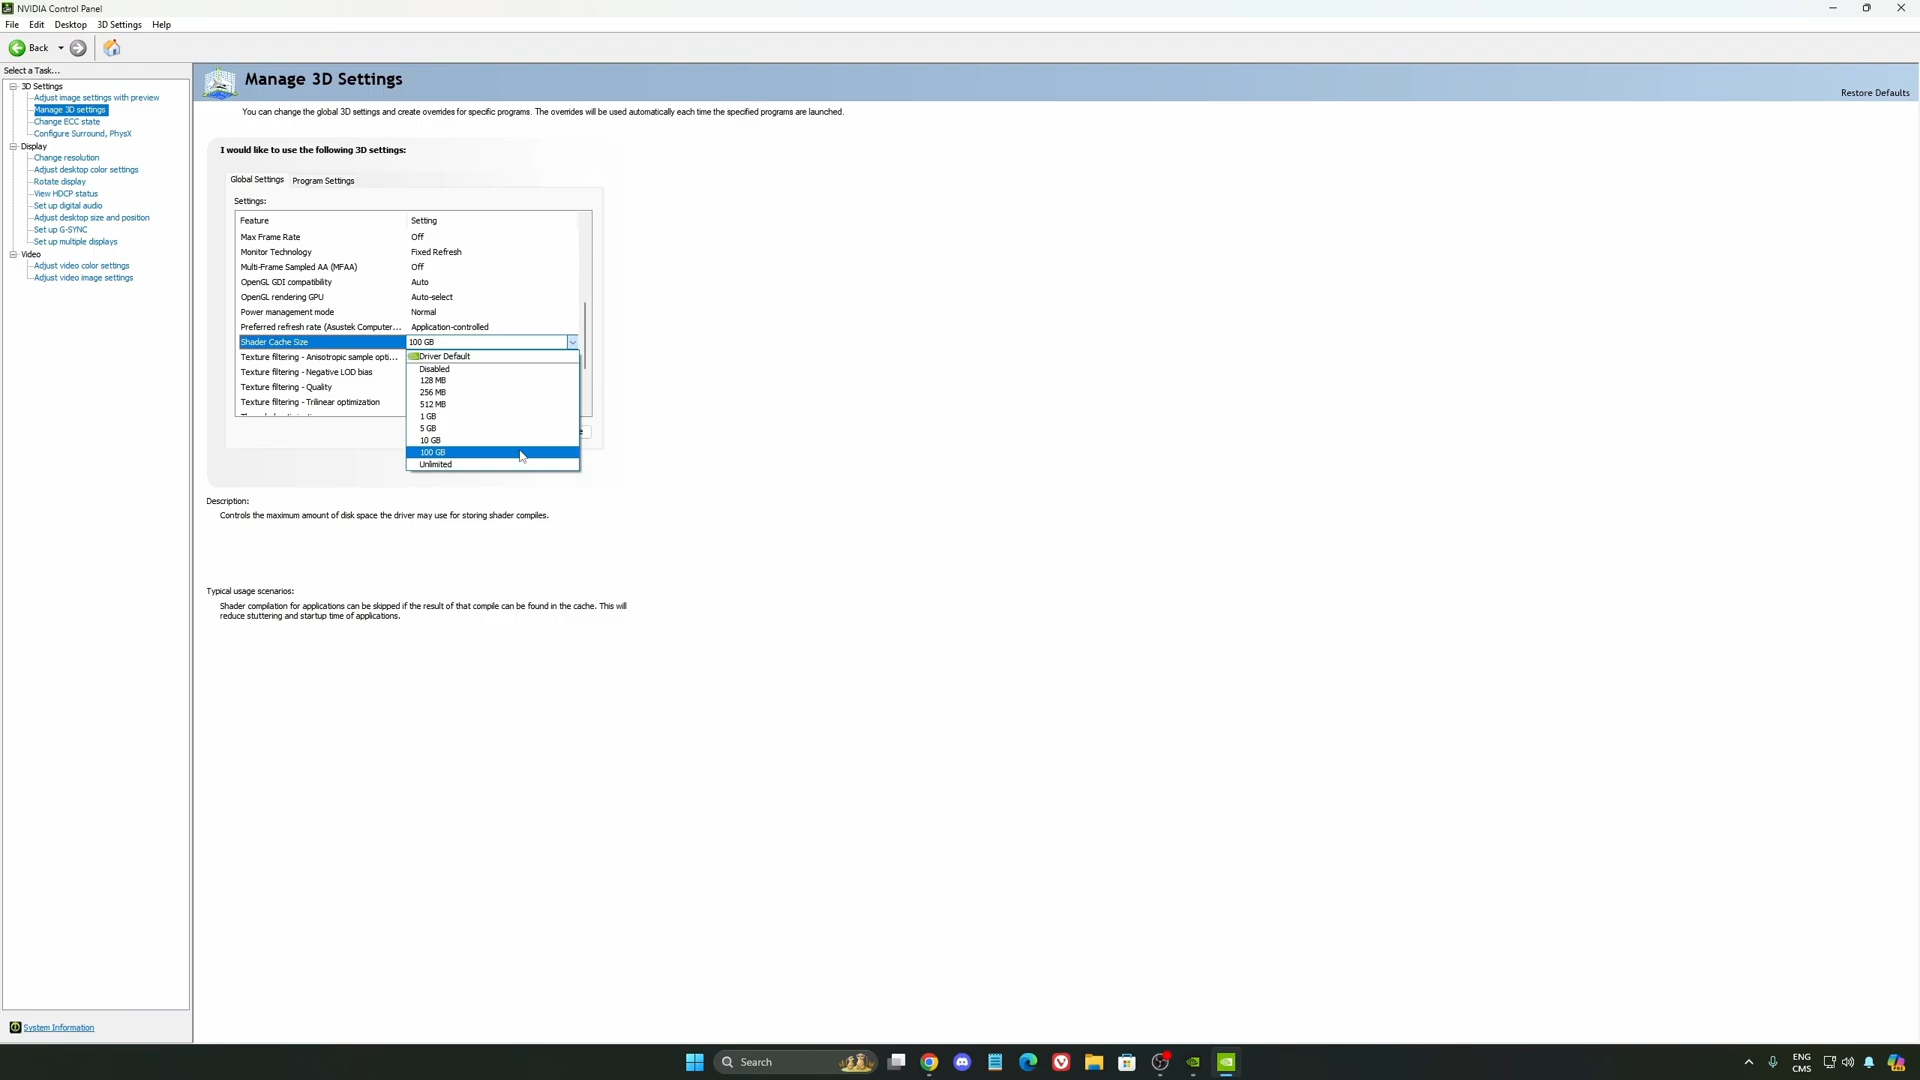 NVIDIA Control Panel
File Edit Desktop 3D Settings Help
Back
Select a Task...
3D Settings
Adjust image settings with preview
Manage 3D settings
Change ECC state
Configure Surround, PhysX
Display
Change resolution
Adjust desktop color settings
Rotate display
View HDCP status
Set up digital audio
Adjust desktop size and position
Set up G-SYNC
Set up multiple displays
Video
Adjust video color settings
Adjust video image settings
System Information
Manage 3D Settings
Restore Defaults
You can change the global 3D settings and create overrides for specific programs. The overrides will be used automatically each time the specified programs are launched.
I would like to use the following 3D settings:
Global Settings Program Settings
Settings:
Feature Setting
Max Frame Rate Off
Monitor Technology Fixed Refresh
Multi-Frame Sampled AA (MFAA) Off
OpenGL GDI compatibility Auto
OpenGL rendering GPU Auto-select
Power management mode Normal
Preferred refresh rate (Asustek Computer... Application-controlled
Shader Cache Size 100 GB
Texture filtering - Anisotropic sample opti...
Texture filtering - Negative LOD bias
Texture filtering - Quality
Texture filtering - Trilinear optimization
Driver Default
Disabled
128 MB
256 MB
512 MB
1 GB
5 GB
10 GB
100 GB
Unlimited
Description:
Controls the maximum amount of disk space the driver may use for storing shader compiles.
Typical usage scenarios:
Shader compilation for applications can be skipped if the result of that compile can be found in the cache. This will
reduce stuttering and startup time of applications.
Search
ENG
CMS